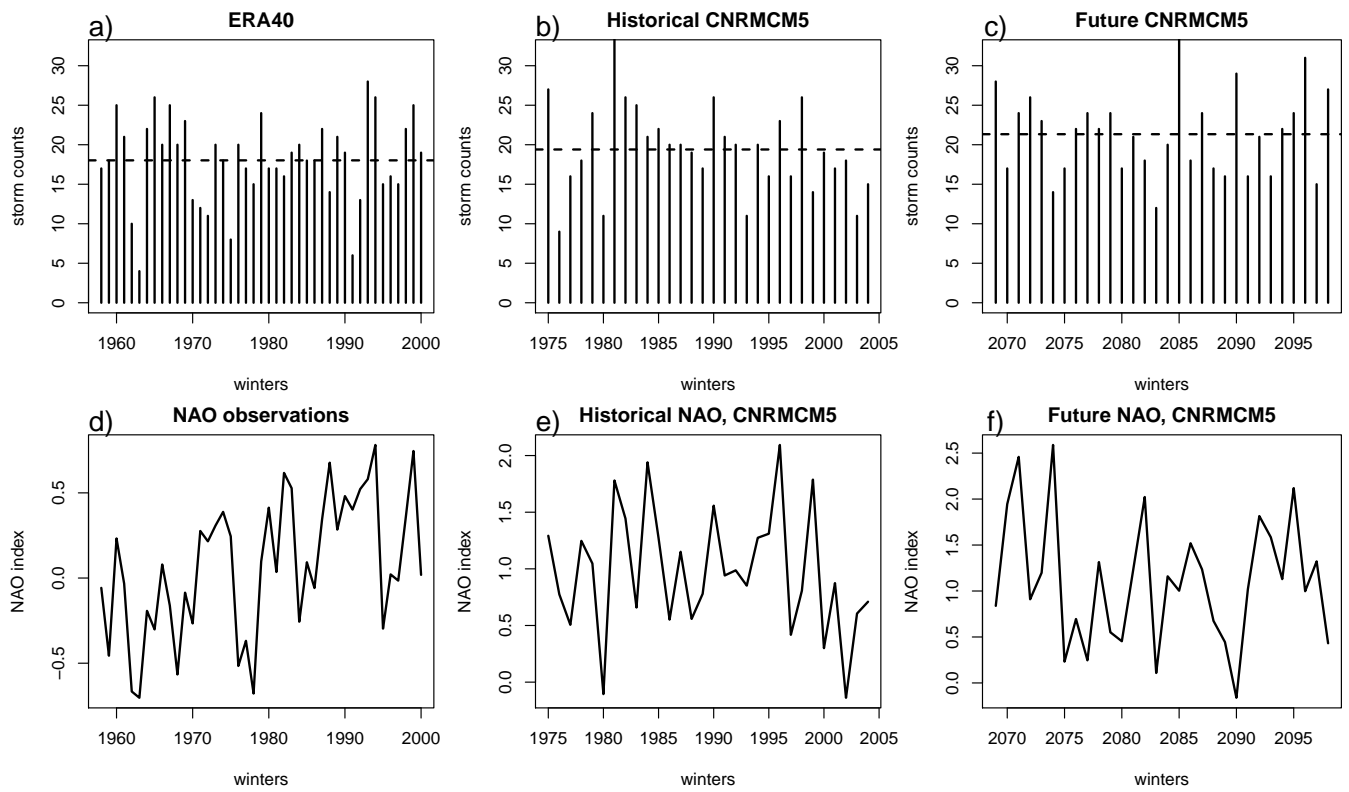 a)
ERA40
storm counts
0 5 10 15 20 25 30
1960 1970 1980 1990 2000
winters
b)
Historical CNRMCM5
storm counts
0 5 10 15 20 25 30
1975 1980 1985 1990 1995 2000 2005
winters
c)
Future CNRMCM5
storm counts
0 5 10 15 20 25 30
2070 2075 2080 2085 2090 2095
winters
d)
NAO observations
NAO index
−0.5 0.0 0.5
1960 1970 1980 1990 2000
winters
e)
Historical NAO, CNRMCM5
NAO index
0.0 0.5 1.0 1.5 2.0
1975 1980 1985 1990 1995 2000 2005
winters
f)
Future NAO, CNRMCM5
NAO index
0.0 0.5 1.0 1.5 2.0 2.5
2070 2075 2080 2085 2090 2095
winters